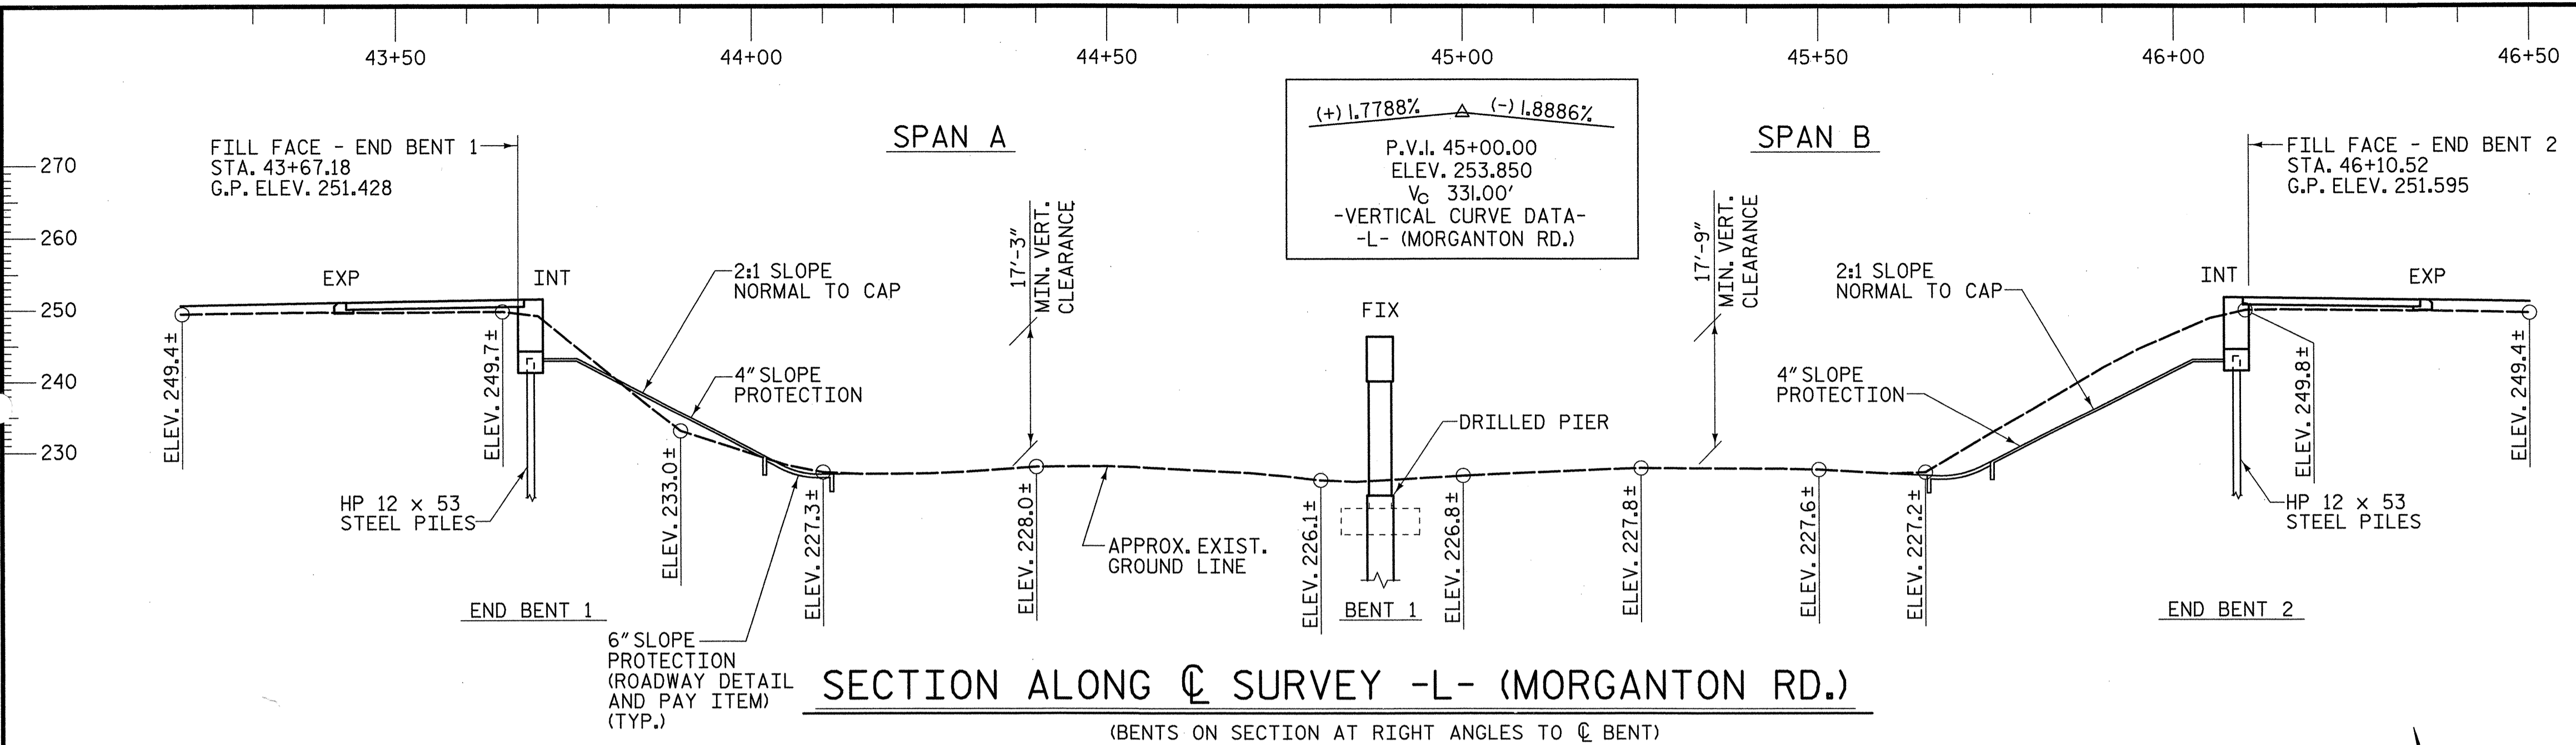 43+50
44+00
44+50
45+00
45+50
46+00
46+50
270
260
250
240
230
FILL FACE - END BENT 1
STA. 43+67.18
G.P. ELEV. 251.428
SPAN A
(+) 1.7788%
(-) 1.8886%
P.V.I. 45+00.00
ELEV. 253.850
VC 331.00'
-VERTICAL CURVE DATA-
-L- (MORGANTON RD.)
SPAN B
FILL FACE - END BENT 2
STA. 46+10.52
G.P. ELEV. 251.595
EXP
INT
2:1 SLOPE
NORMAL TO CAP
17'-3"
MIN. VERT.
CLEARANCE
FIX
17'-9"
MIN. VERT.
CLEARANCE
2:1 SLOPE
NORMAL TO CAP
INT
EXP
4" SLOPE
PROTECTION
4" SLOPE
PROTECTION
DRILLED PIER
ELEV. 249.4±
ELEV. 249.7±
ELEV. 233.0±
ELEV. 227.3±
ELEV. 228.0±
ELEV. 226.1±
ELEV. 226.8±
ELEV. 227.8±
ELEV. 227.6±
ELEV. 227.2±
ELEV. 249.8±
ELEV. 249.4±
HP 12 x 53
STEEL PILES
APPROX. EXIST.
GROUND LINE
HP 12 x 53
STEEL PILES
END BENT 1
BENT 1
END BENT 2
6" SLOPE
PROTECTION
(ROADWAY DETAIL
AND PAY ITEM)
(TYP.)
SECTION ALONG ℄ SURVEY -L- (MORGANTON RD.)
(BENTS ON SECTION AT RIGHT ANGLES TO ℄ BENT)